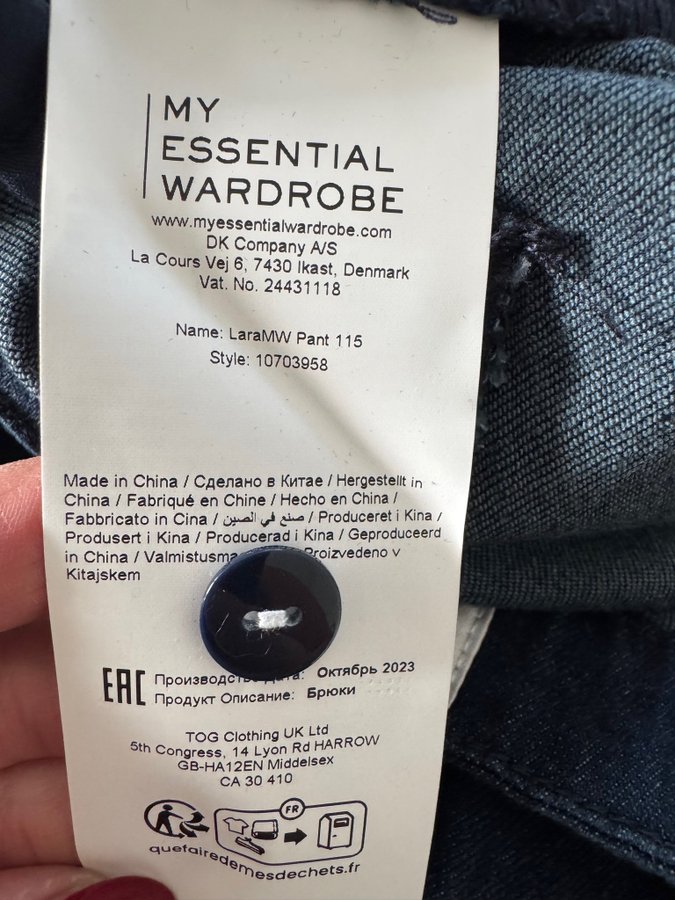 MY
ESSENTIAL
WARDROBE
www.myessentialwardrobe.com
DK Company A/S
La Cours Vej 6, 7430 Ikast, Denmark
Vat. No. 24431118
Name: LaraMW Pant 115
Style: 10703958
Made in China / Сделано в Китае / Hergestellt in
China / Fabriqué en Chine / Hecho en China /
Fabbricato in Cina / صنع في الصين / Produceret i Kina /
Produsert i Kina / Producerad i Kina / Geproduceerd
in China / Proizvedeno v
Kitajskem
EAC Октябрь 2023
Продукт Описание: Брюки
TOG Clothing UK Ltd
5th Congress, 14 Lyon Rd HARROW
GB-HA12EN Middelsex
CA 30 410
FR
quefairedemesdechets.fr